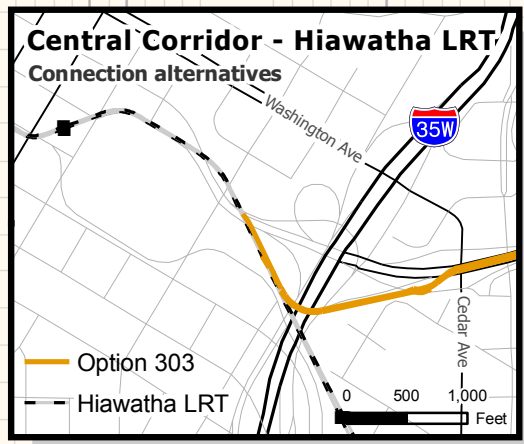 Central Corridor - Hiawatha LRT
Connection alternatives
Washington Ave
35W
Cedar Ave
Option 303
Hiawatha LRT
0 500 1,000
Feet